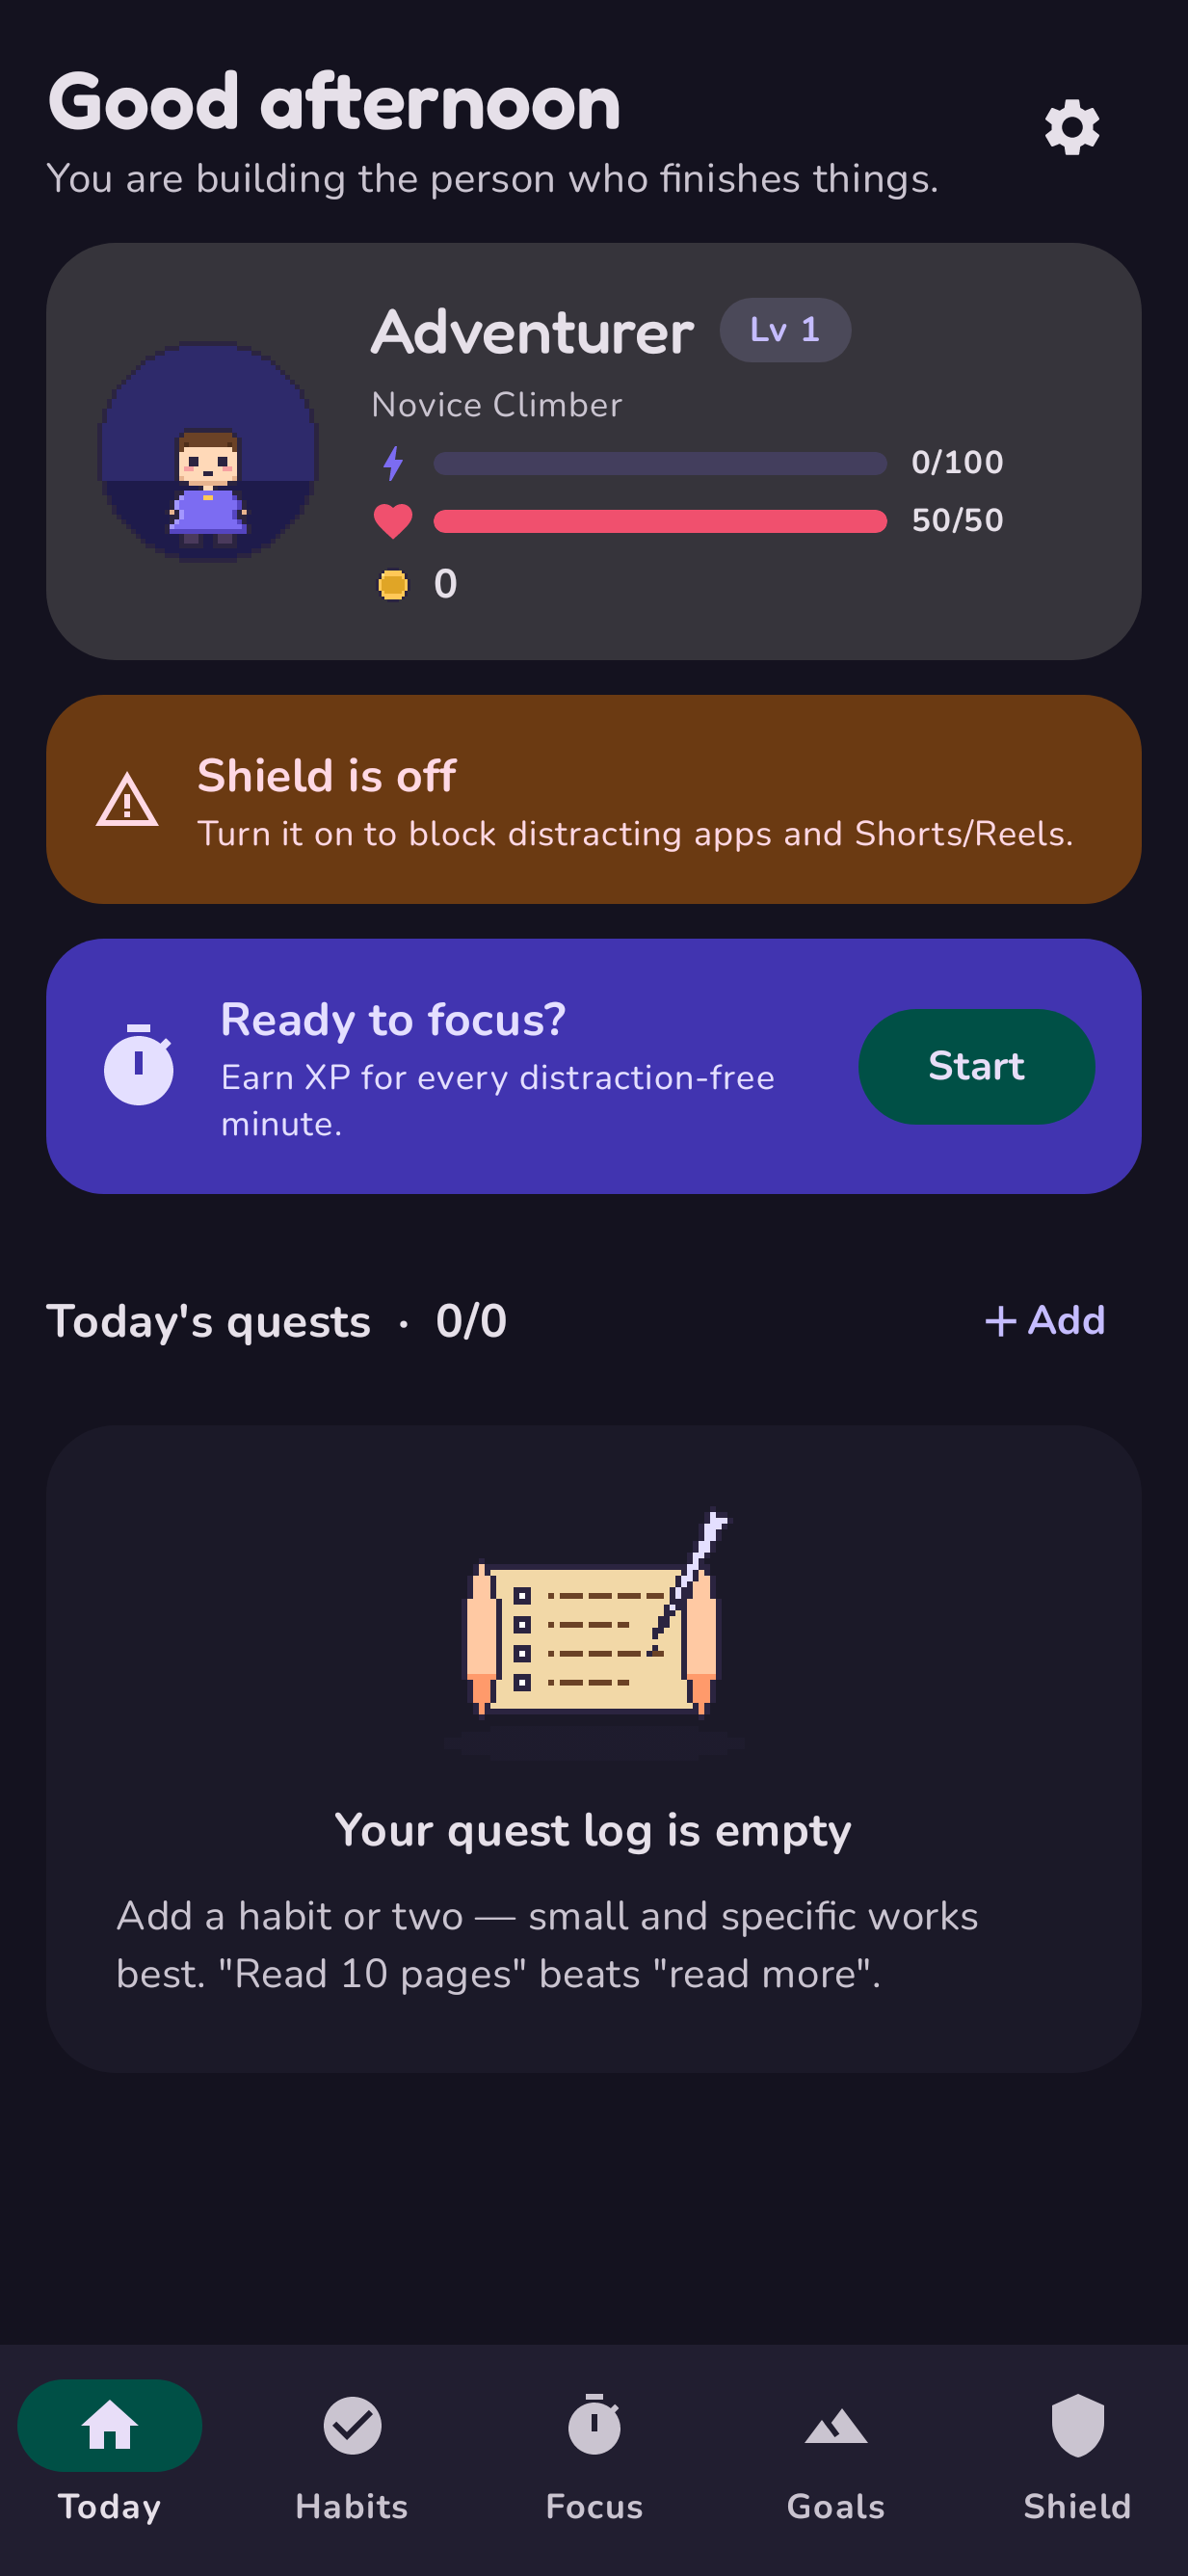 Good afternoon
You are building the person who finishes things.
Adventurer
Lv 1
Novice Climber
0/100
50/50
0
Shield is off
Turn it on to block distracting apps and Shorts/Reels.
Ready to focus?
Earn XP for every distraction-free
minute.
Start
Today's quests · 0/0
+ Add
Your quest log is empty
Add a habit or two — small and specific works
best. "Read 10 pages" beats "read more".
Today
Habits
Focus
Goals
Shield